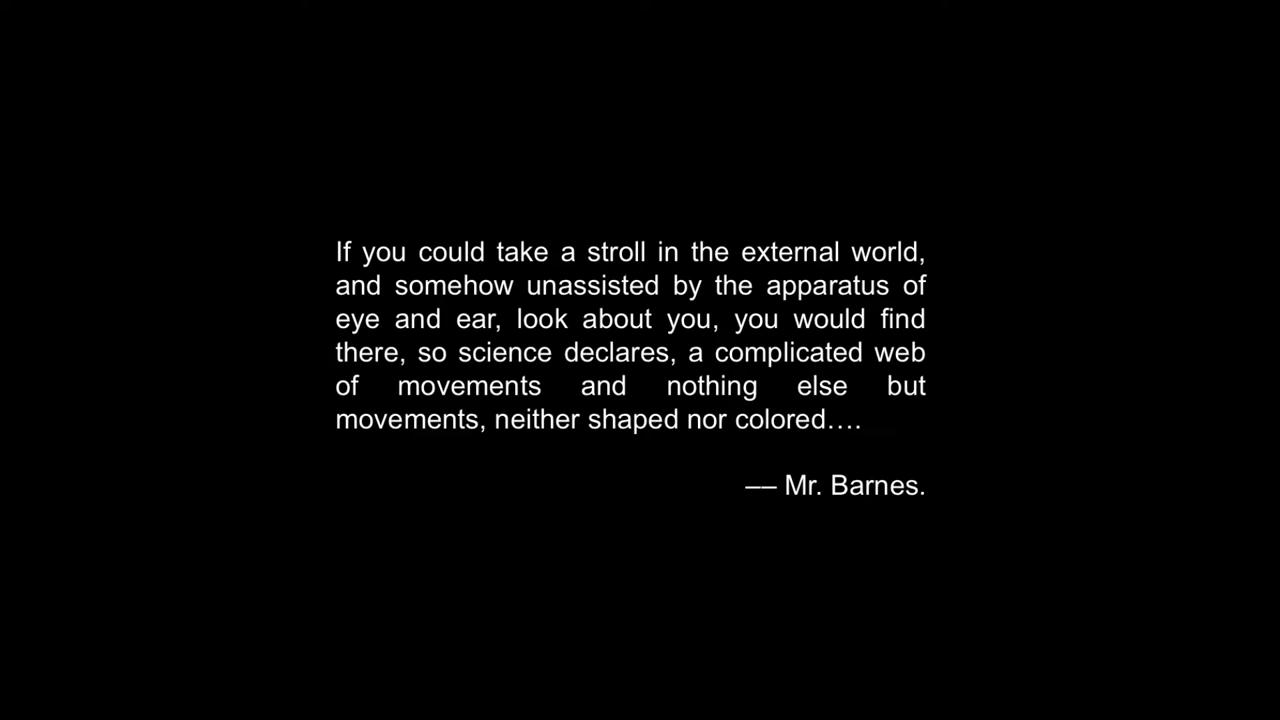 If you could take a stroll in the external world,
and somehow unassisted by the apparatus of
eye and ear, look about you, you would find
there, so science declares, a complicated web
of movements and nothing else but
movements, neither shaped nor colored….
–– Mr. Barnes.